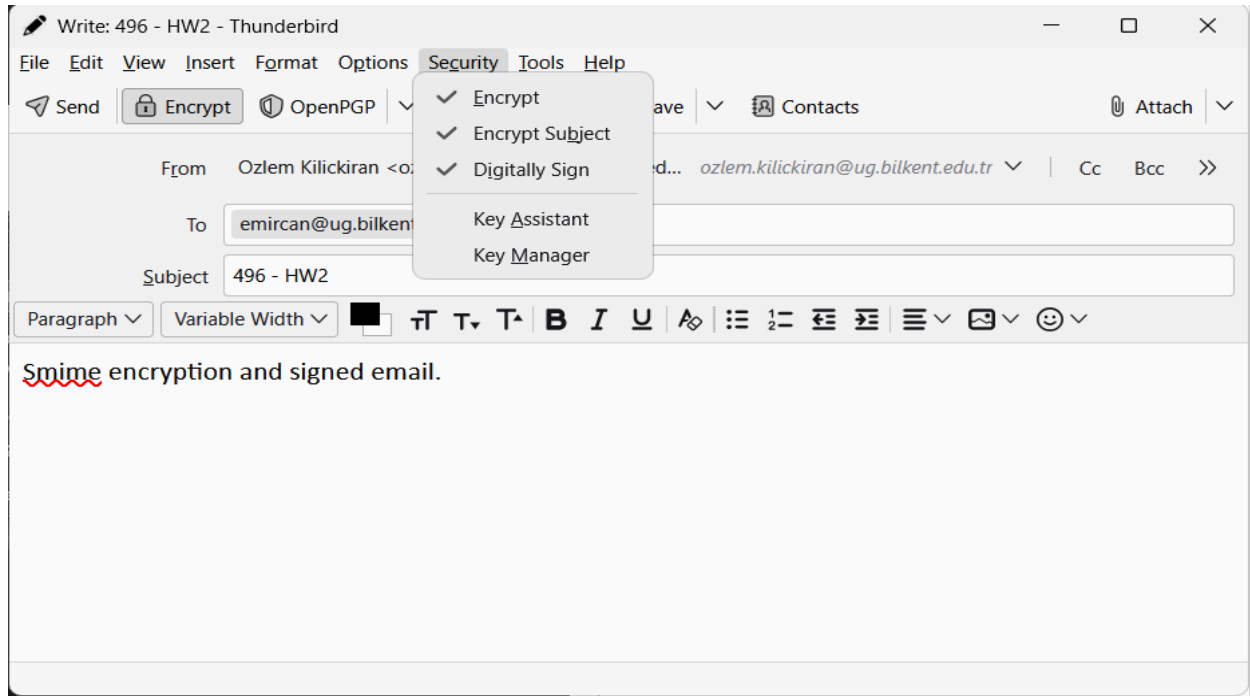 Write: 496 - HW2 - Thunderbird
File Edit View Insert Format Options Security Tools Help
Send Encrypt OpenPGP ave Contacts Attach
Encrypt
Encrypt Subject
Digitally Sign
Key Assistant
Key Manager
From Ozlem Kilickiran <oz d... ozlem.kilickiran@ug.bilkent.edu.tr Cc Bcc
To emircan@ug.bilkent
Subject 496 - HW2
Paragraph Variable Width
Smime encryption and signed email.